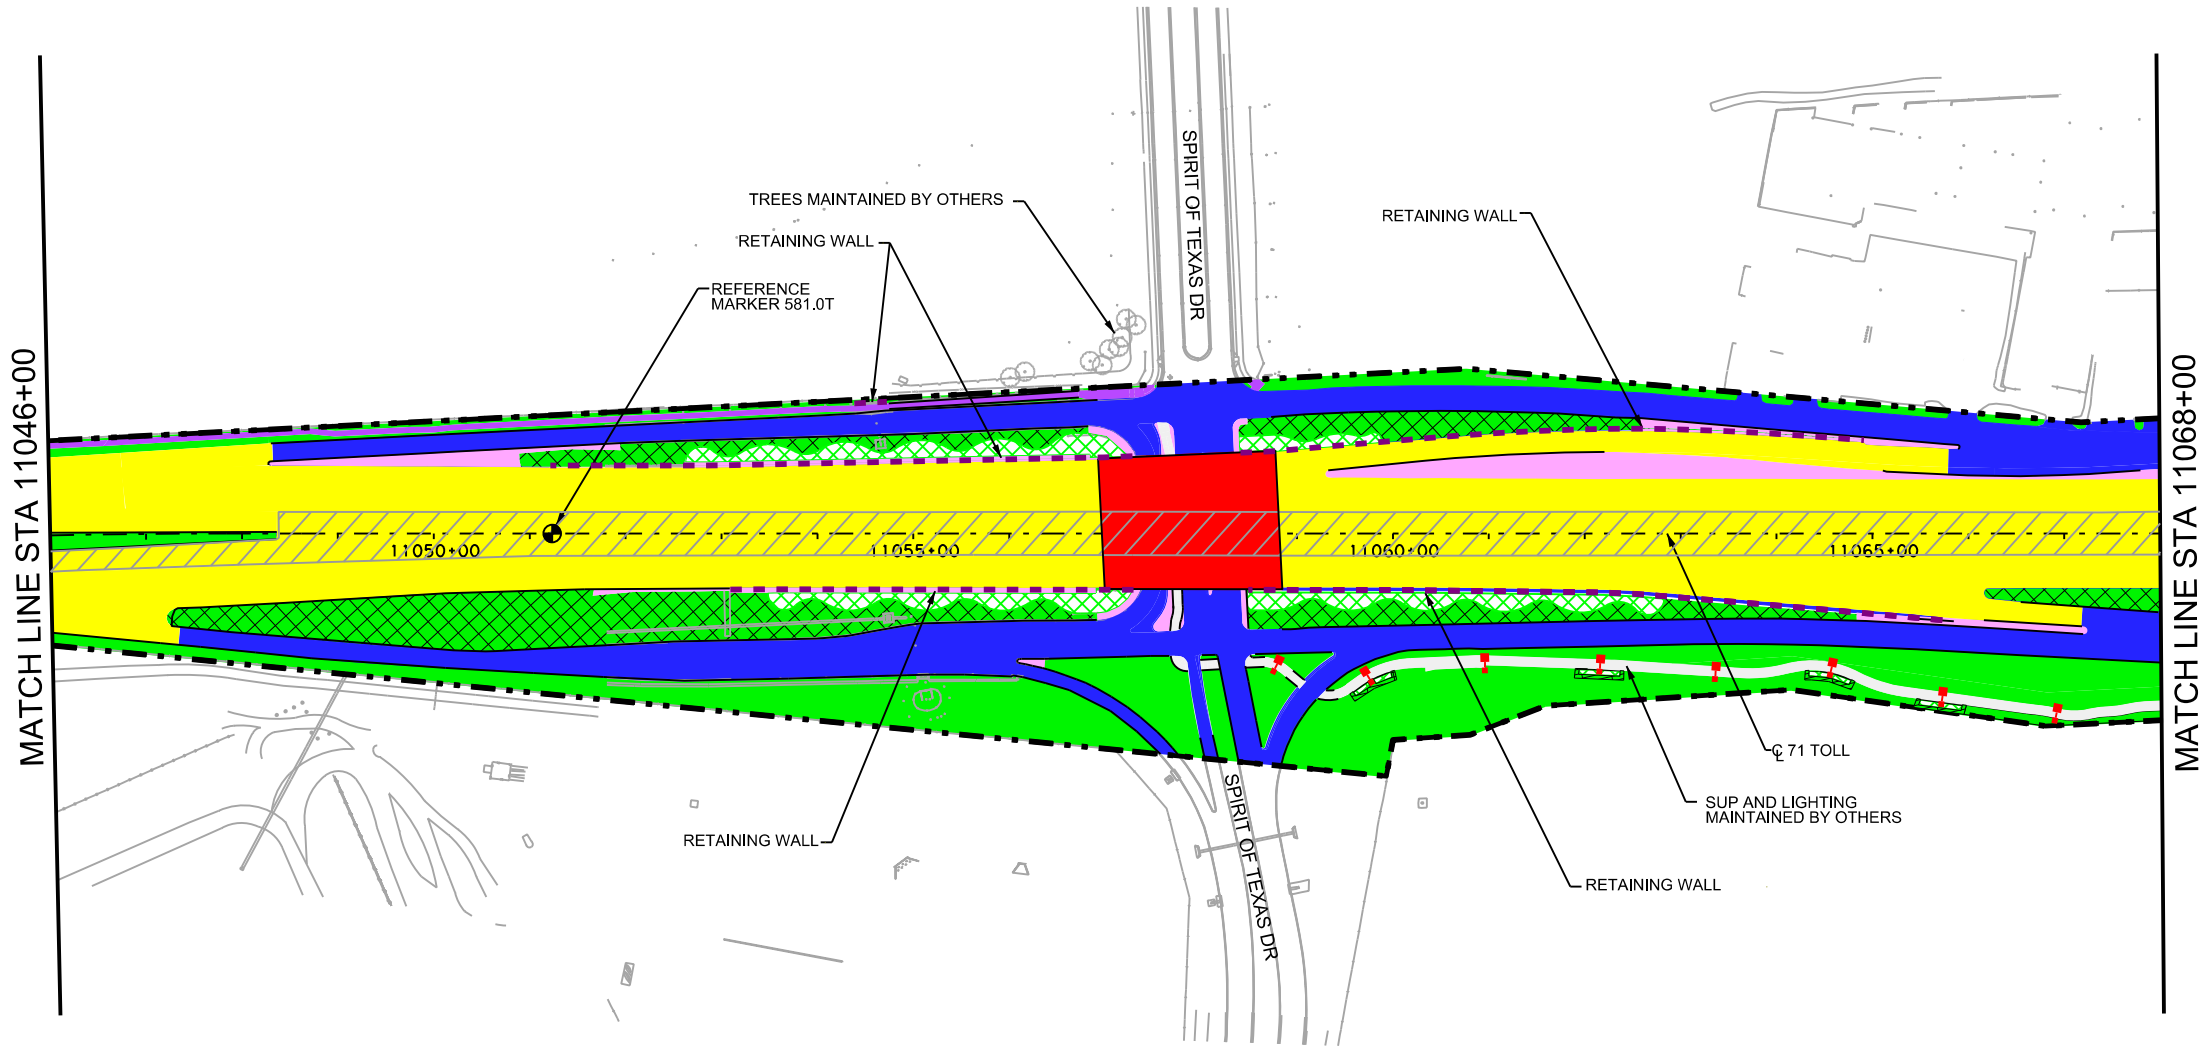 MATCH LINE STA 11046+00
TREES MAINTAINED BY OTHERS
RETAINING WALL
REFERENCE
MARKER 581.0T
SPIRIT OF TEXAS DR
RETAINING WALL
11050+00
11055+00
11060+00
11065+00
RETAINING WALL
SPIRIT OF TEXAS DR
℄ 71 TOLL
SUP AND LIGHTING
MAINTAINED BY OTHERS
RETAINING WALL
MATCH LINE STA 11068+00